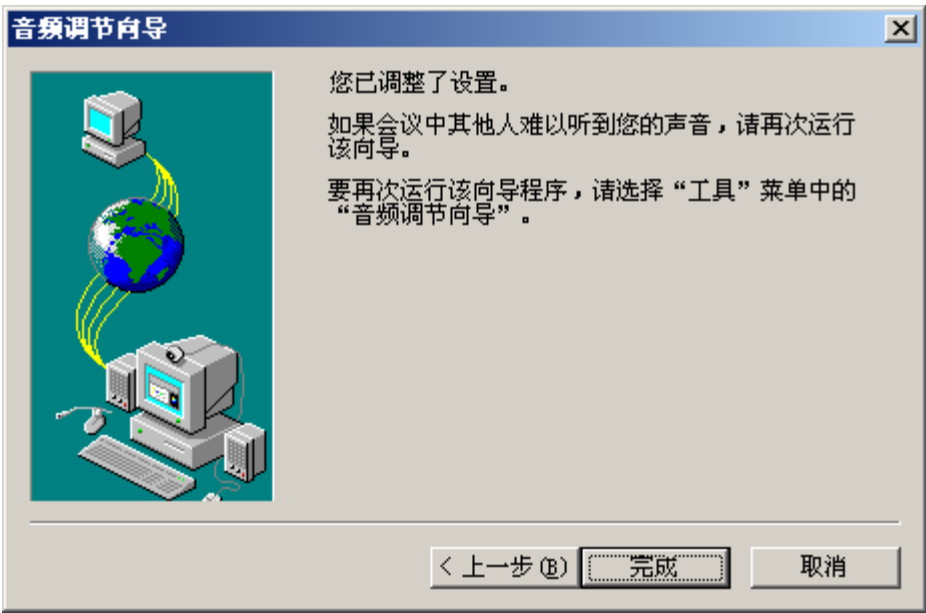 音频调节向导
您已调整了设置。
如果会议中其他人难以听到您的声音，请再次运行
该向导。
要再次运行该向导程序，请选择“工具”菜单中的
“音频调节向导”。
< 上一步(B)
完成
取消